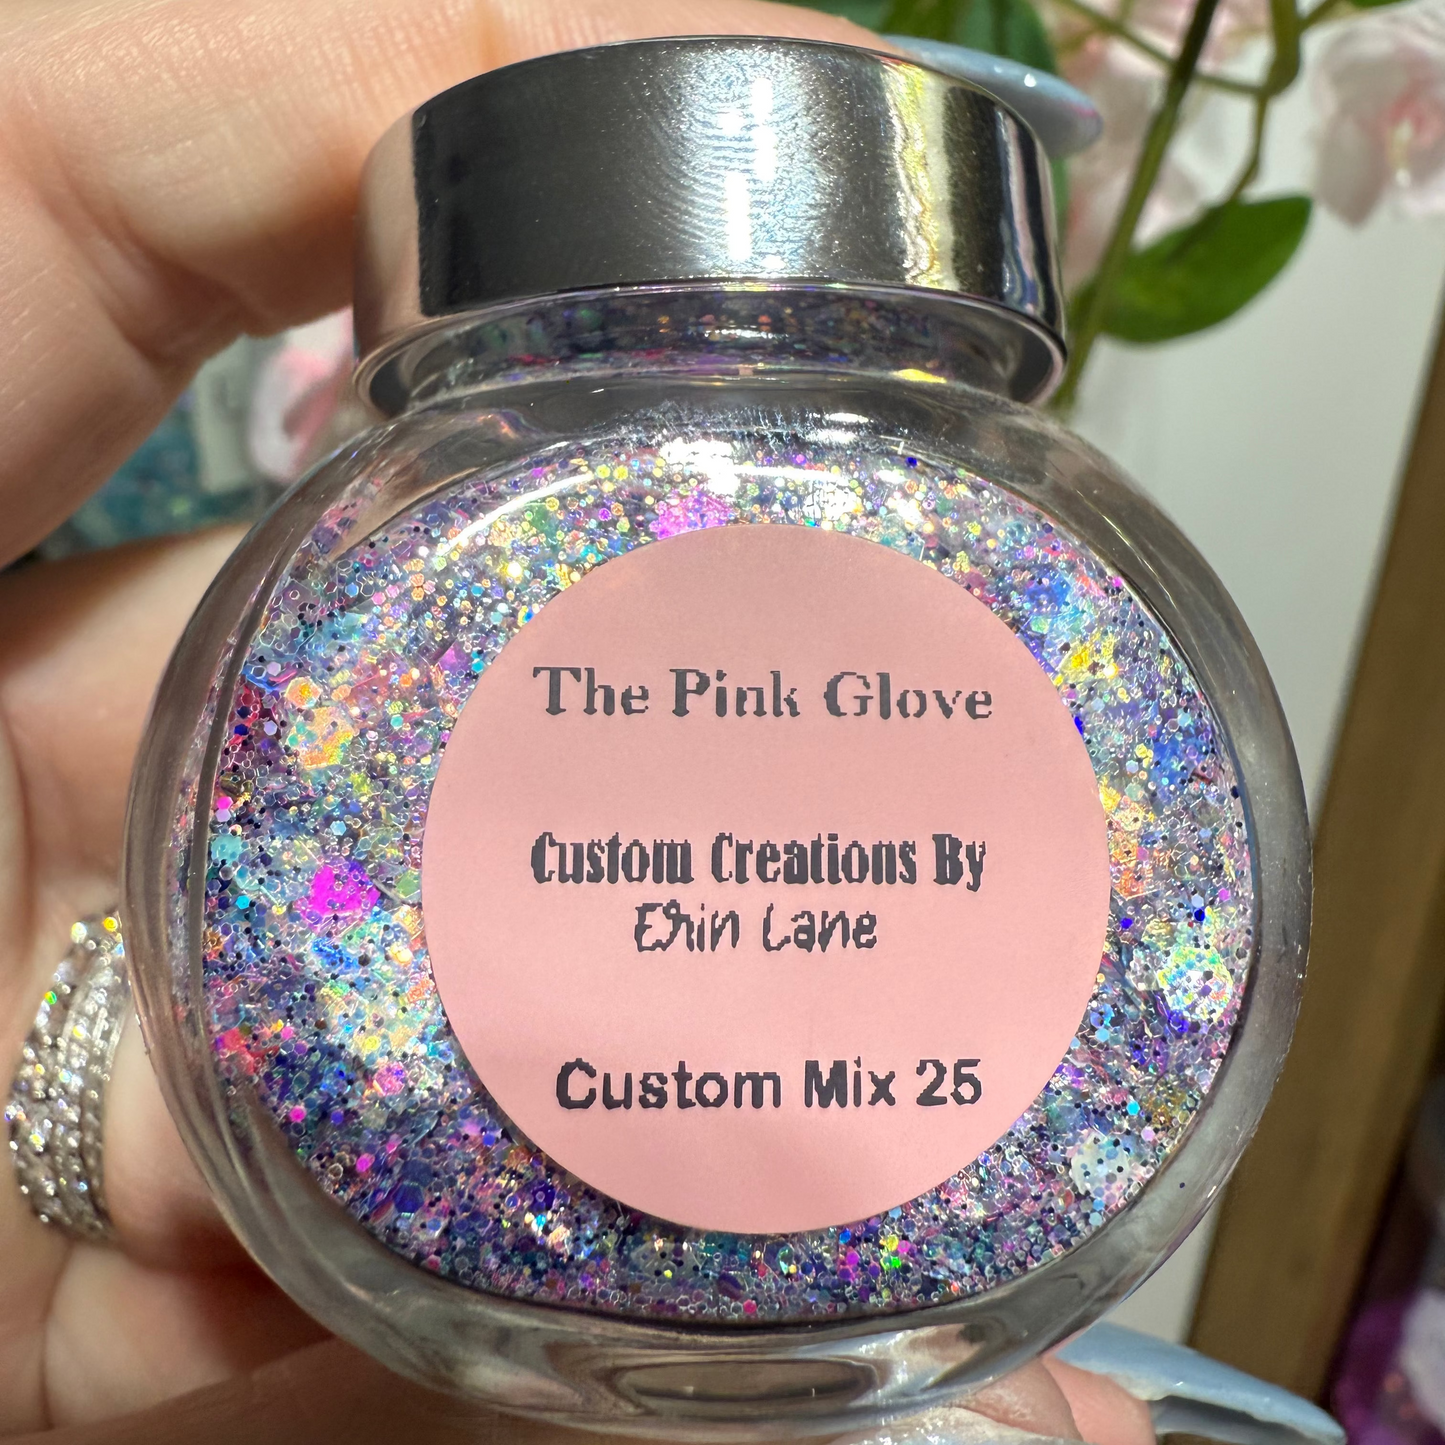 The Pink Glove
Custom Creations By
Erin Lane
Custom Mix 25